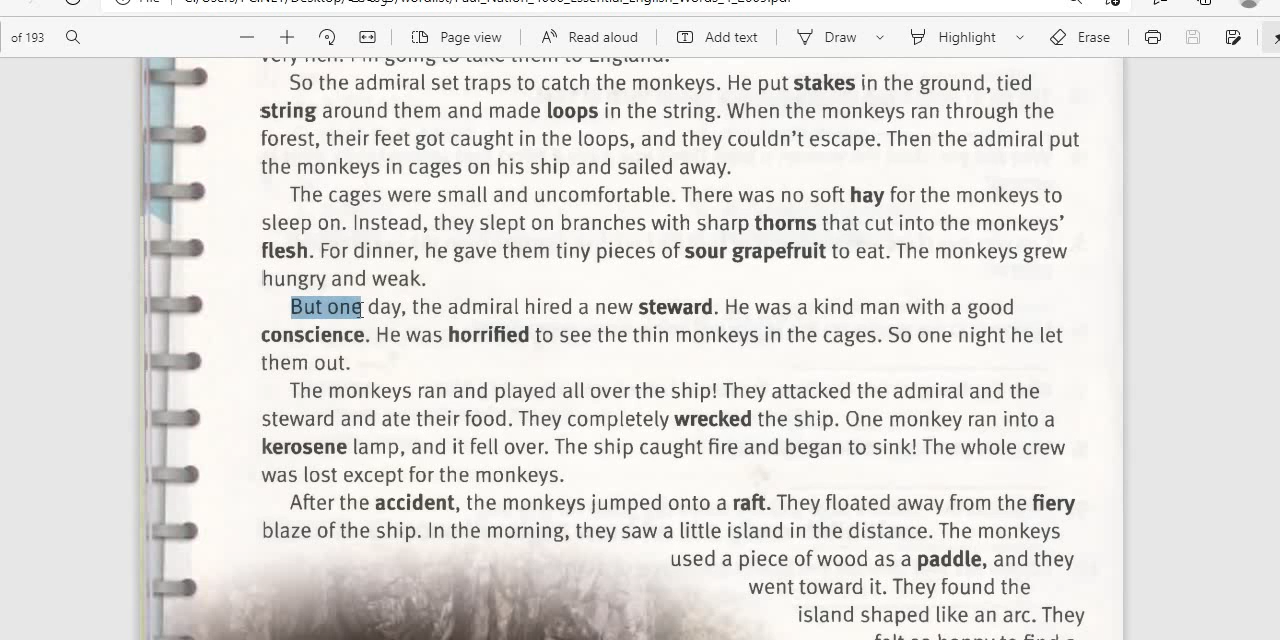 of 193
Page view
Read aloud
Add text
Draw
Highlight
Erase
very rich. I'm going to take them to England.
So the admiral set traps to catch the monkeys. He put stakes in the ground, tied
string around them and made loops in the string. When the monkeys ran through the
forest, their feet got caught in the loops, and they couldn't escape. Then the admiral put
the monkeys in cages on his ship and sailed away.
The cages were small and uncomfortable. There was no soft hay for the monkeys to
sleep on. Instead, they slept on branches with sharp thorns that cut into the monkeys'
flesh. For dinner, he gave them tiny pieces of sour grapefruit to eat. The monkeys grew
hungry and weak.
But one day, the admiral hired a new steward. He was a kind man with a good
conscience. He was horrified to see the thin monkeys in the cages. So one night he let
them out.
The monkeys ran and played all over the ship! They attacked the admiral and the
steward and ate their food. They completely wrecked the ship. One monkey ran into a
kerosene lamp, and it fell over. The ship caught fire and began to sink! The whole crew
was lost except for the monkeys.
After the accident, the monkeys jumped onto a raft. They floated away from the fiery
blaze of the ship. In the morning, they saw a little island in the distance. The monkeys
used a piece of wood as a paddle, and they
went toward it. They found the
island shaped like an arc. They